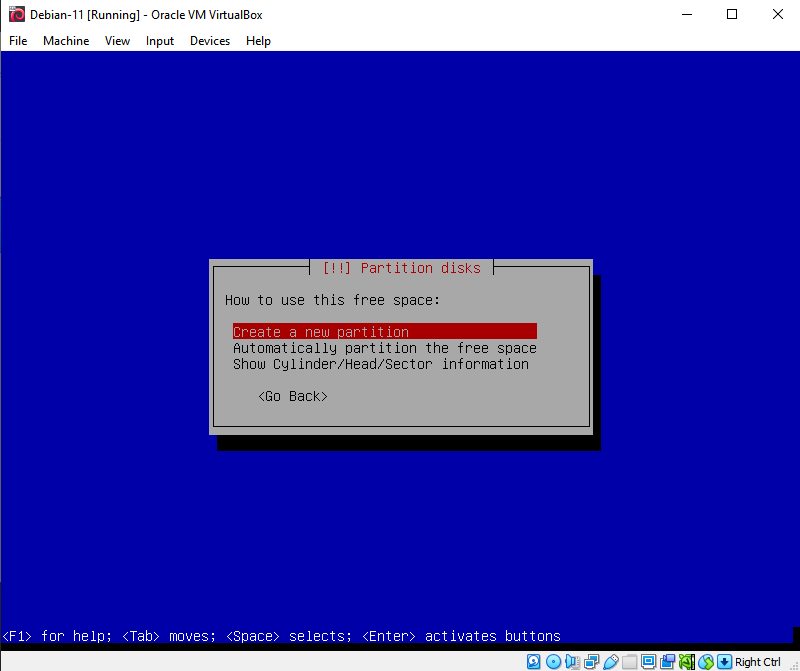 Debian-11 [Running] - Oracle VM VirtualBox
File Machine View Input Devices Help
[!!] Partition disks
How to use this free space:
Create a new partition
Automatically partition the free space
Show Cylinder/Head/Sector information
<Go Back>
<F1> for help; <Tab> moves; <Space> selects; <Enter> activates buttons
Right Ctrl